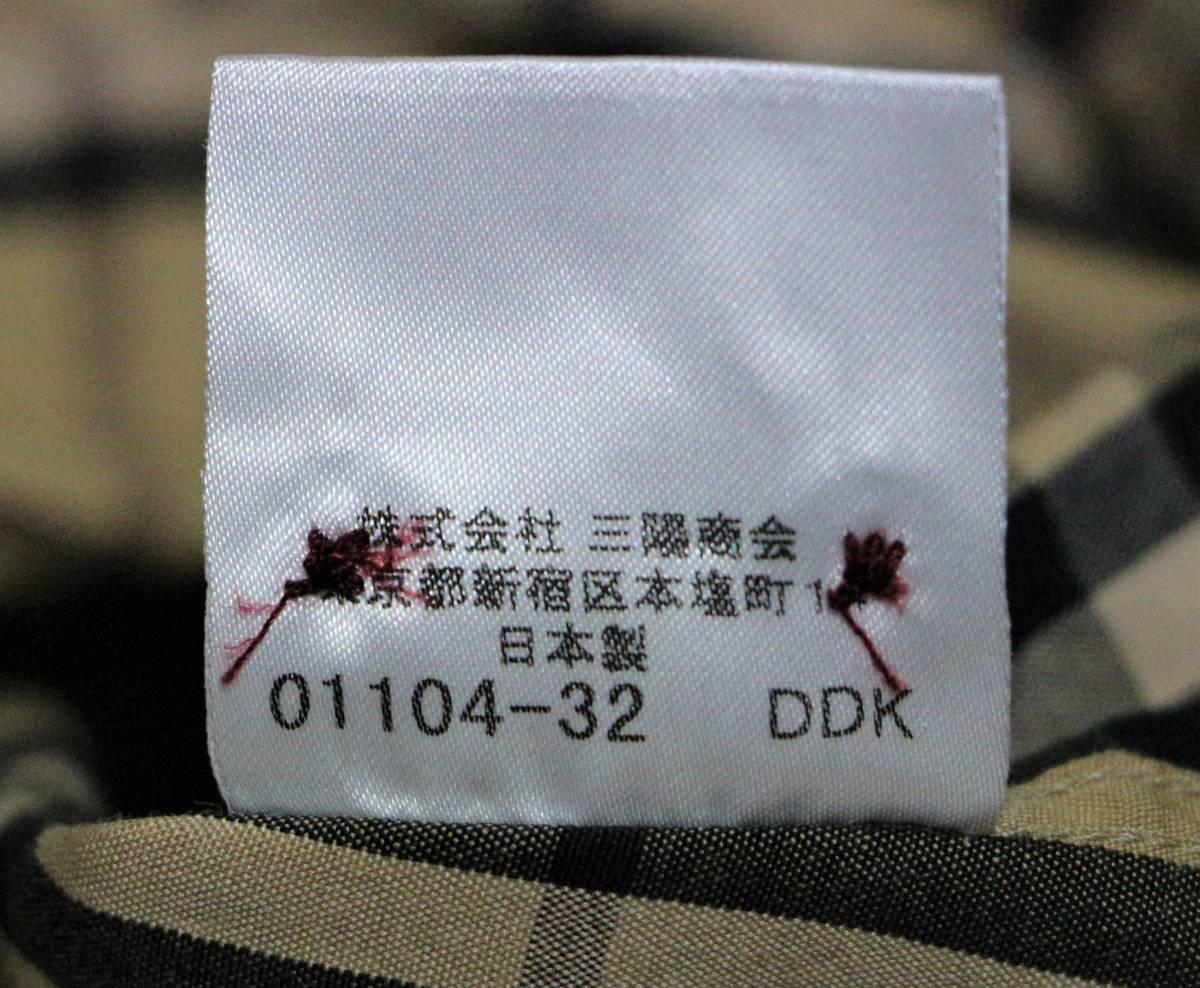 株式会社 三陽商会
東京都新宿区本塩町1
日本製
01104-32 DDK